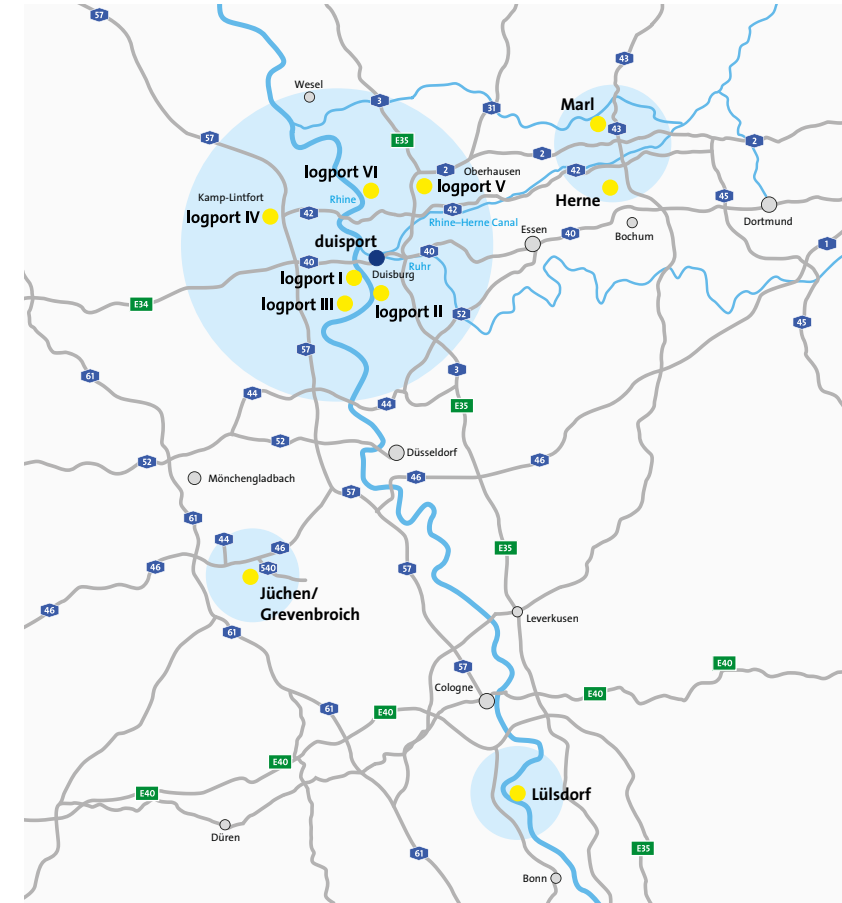 57
43
Wesel
3
31
Marl
43
57
E35
2
2
2
Oberhausen
42
logport VI
logport V
Kamp-Lintfort
Rhine
Herne
45
logport IV
42
42
Rhine–Herne Canal
Dortmund
duisport
Essen
40
Bochum
1
40
40
Ruhr
Duisburg
logport I
logport III
logport II
E34
52
45
57
3
61
44
44
E35
52
Düsseldorf
52
46
46
Mönchengladbach
57
61
44
46
E35
46
540
57
Jüchen/
Grevenbroich
46
Leverkusen
61
57
E40
Cologne
E40
61
E40
E40
E40
Lülsdorf
Düren
61
E35
Bonn